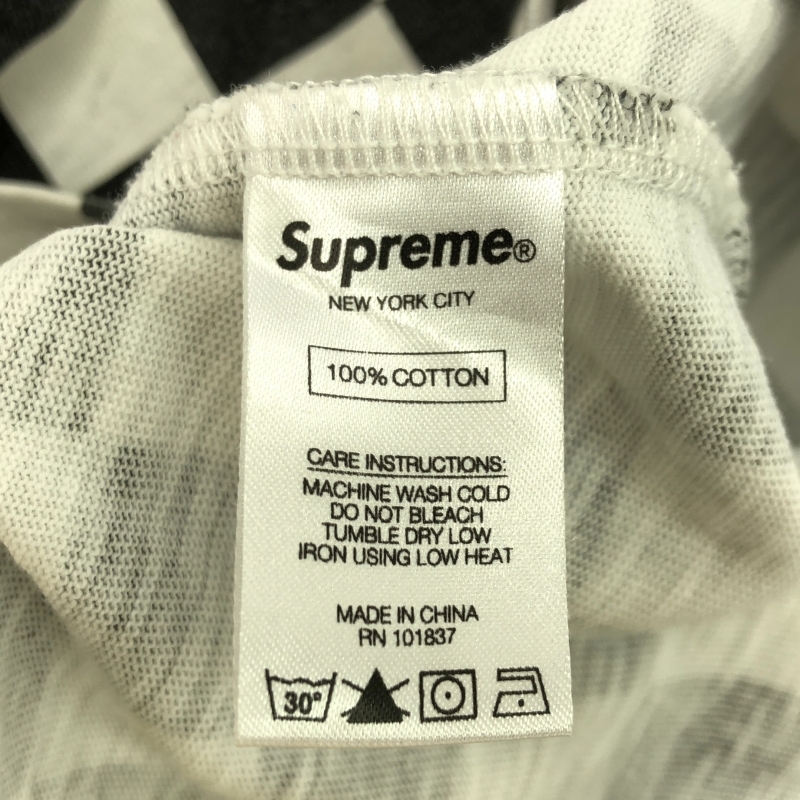 Supreme®
NEW YORK CITY
100% COTTON
CARE INSTRUCTIONS:
MACHINE WASH COLD
DO NOT BLEACH
TUMBLE DRY LOW
IRON USING LOW HEAT
MADE IN CHINA
RN 101837
30°